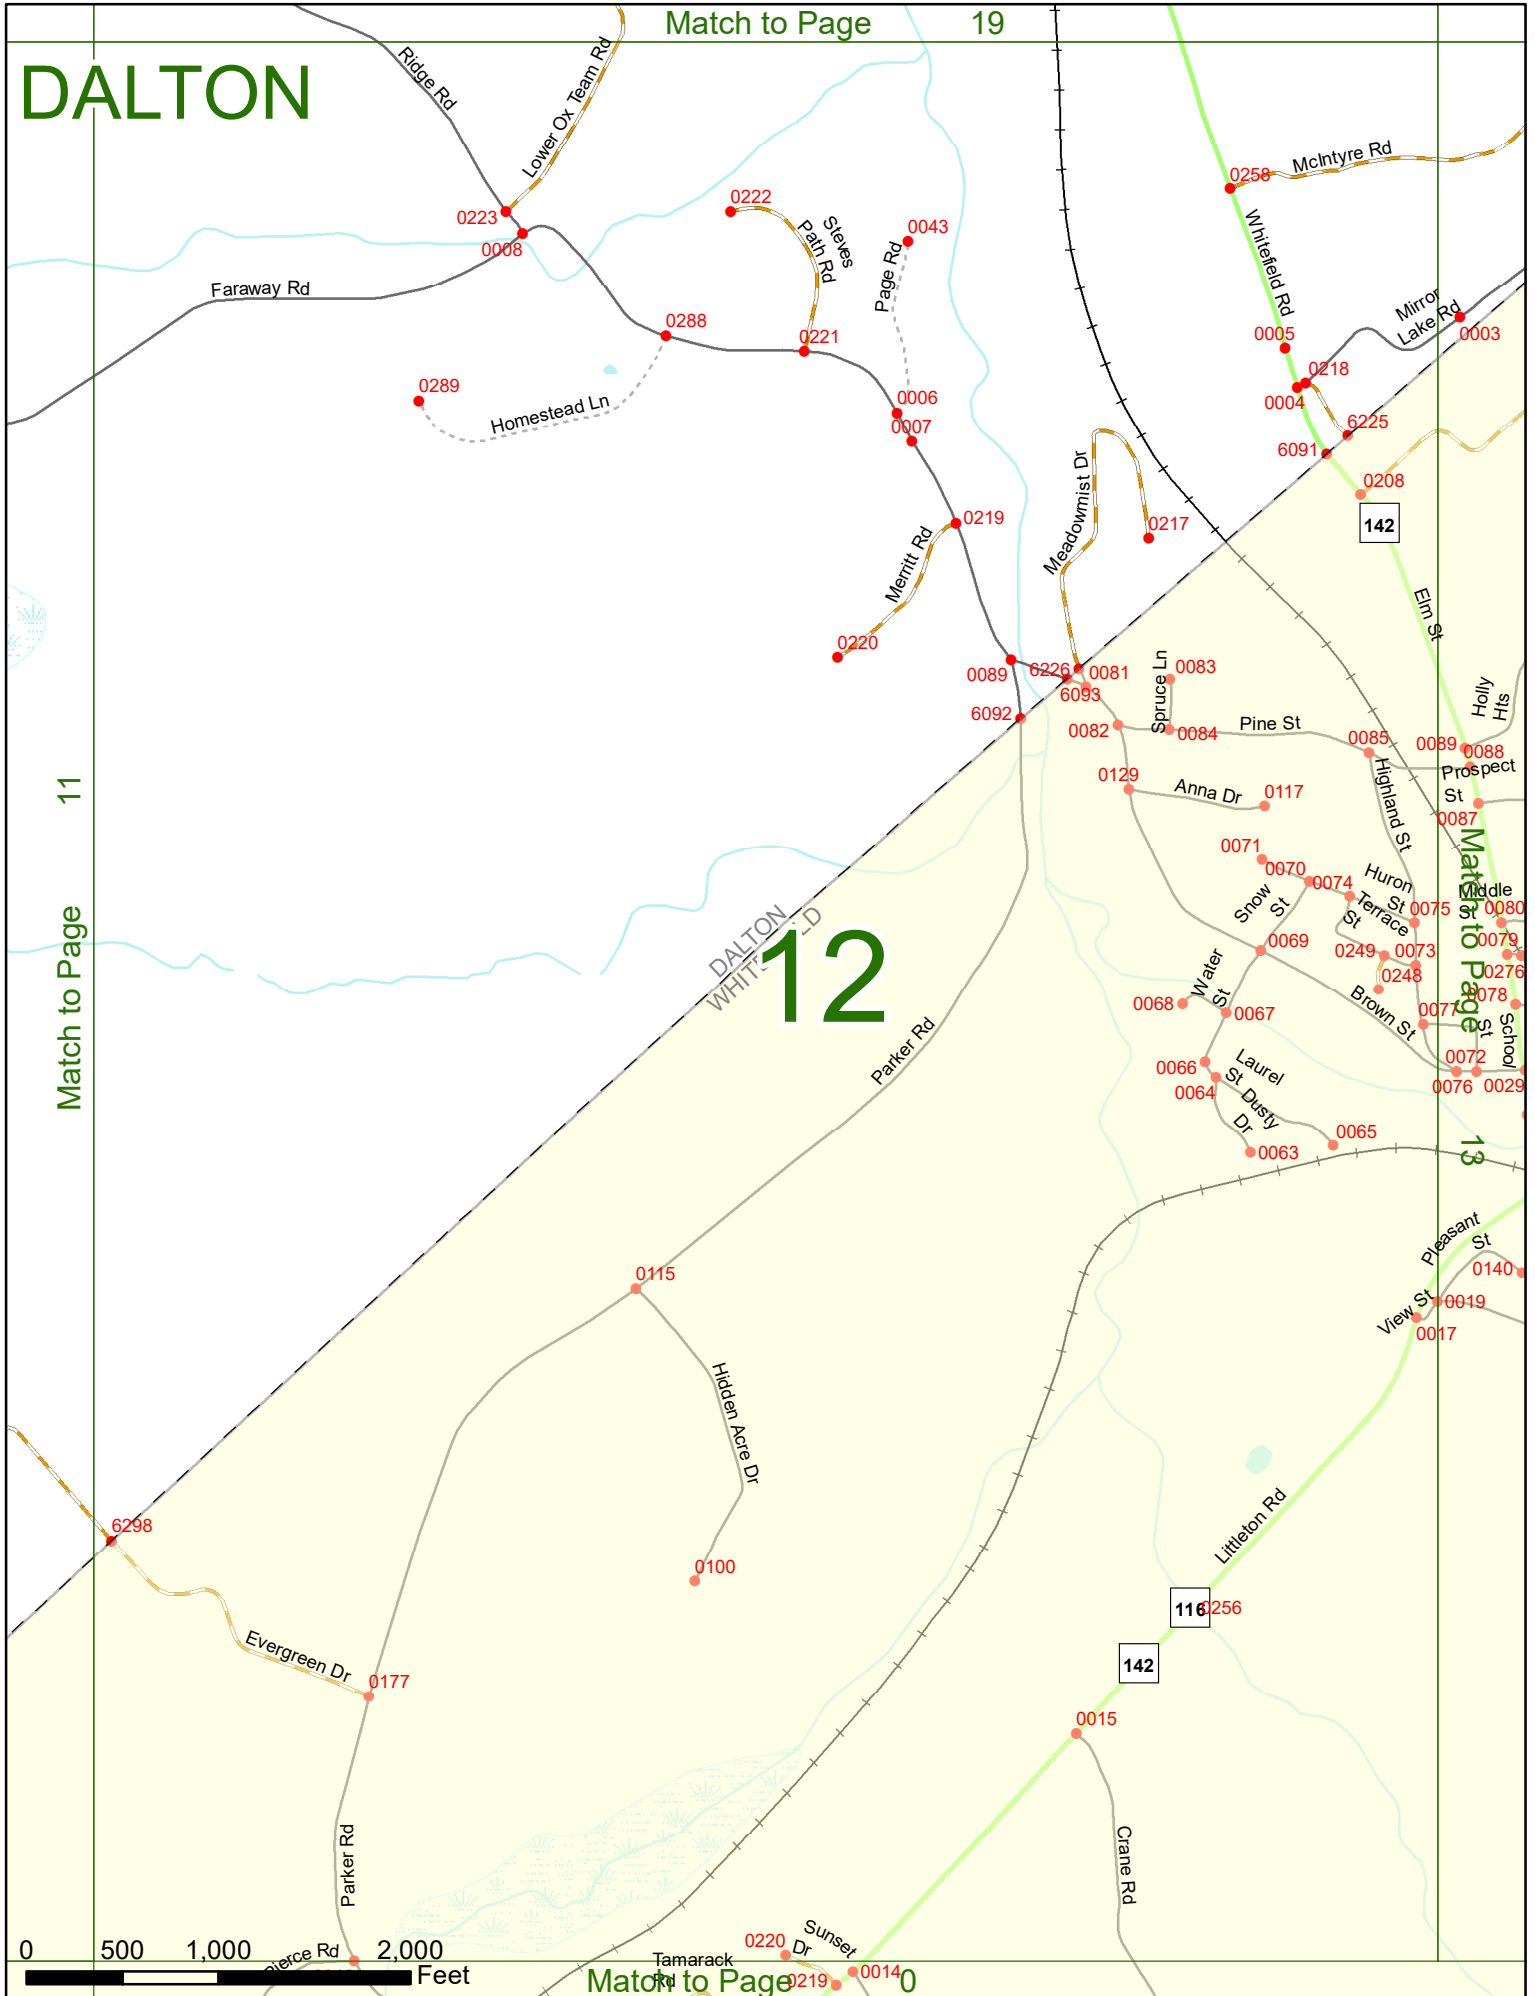 Match to Page 19
DALTON
Ridge Rd
Lower Ox Team Rd
McIntyre Rd
0258
0222
0223
0008
Steves
Path Rd
0043
Page Rd
Whitefield Rd
Faraway Rd
Mirror
Lake Rd
0003
0288
0221
0005
0218
0289
Homestead Ln
0006
0007
0004
6225
6091
0208
142
Meadowmist Dr
0219
0217
Merritt Rd
Elm St
0220
0089
6226
0081
6093
Spruce Ln
0083
Holly
Hts
6092
0082
0084
Pine St
0085
0089
0088
Prospect
St
0087
11
Match to Page
0129
Anna Dr
0117
Highland St
0071
0070
0074
Huron
St
Terrace
St
0075
Middle
St
0080
Snow
St
0069
0249
0073
0079
0276
0248
0078
DALTON
WHITEFIELD
12
Water
St
0068
0067
Brown St
0077
St
School
Parker Rd
0066
0064
Laurel
St
Dusty
Dr
0072
0076
0029
0063
0065
Match to Page
13
Pleasant
St
0140
0115
View St
0019
0017
Hidden Acre Dr
6298
0100
Littleton Rd
116
0256
142
Evergreen Dr
0177
0015
Parker Rd
Crane Rd
0 500 1,000 2,000
Feet
Pierce Rd
Tamarack
Rd
0220
Sunset
Dr
0219
0014
Match to Page 0